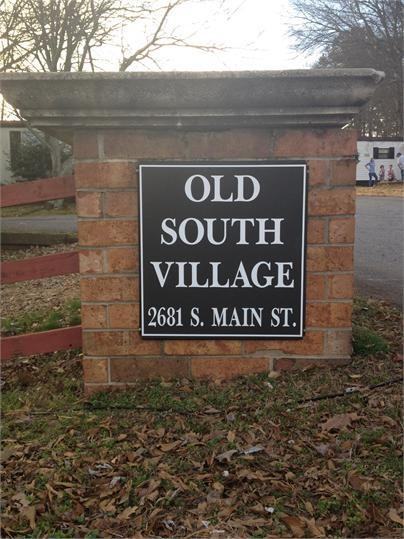 OLD
SOUTH
VILLAGE
2681 S. MAIN ST.